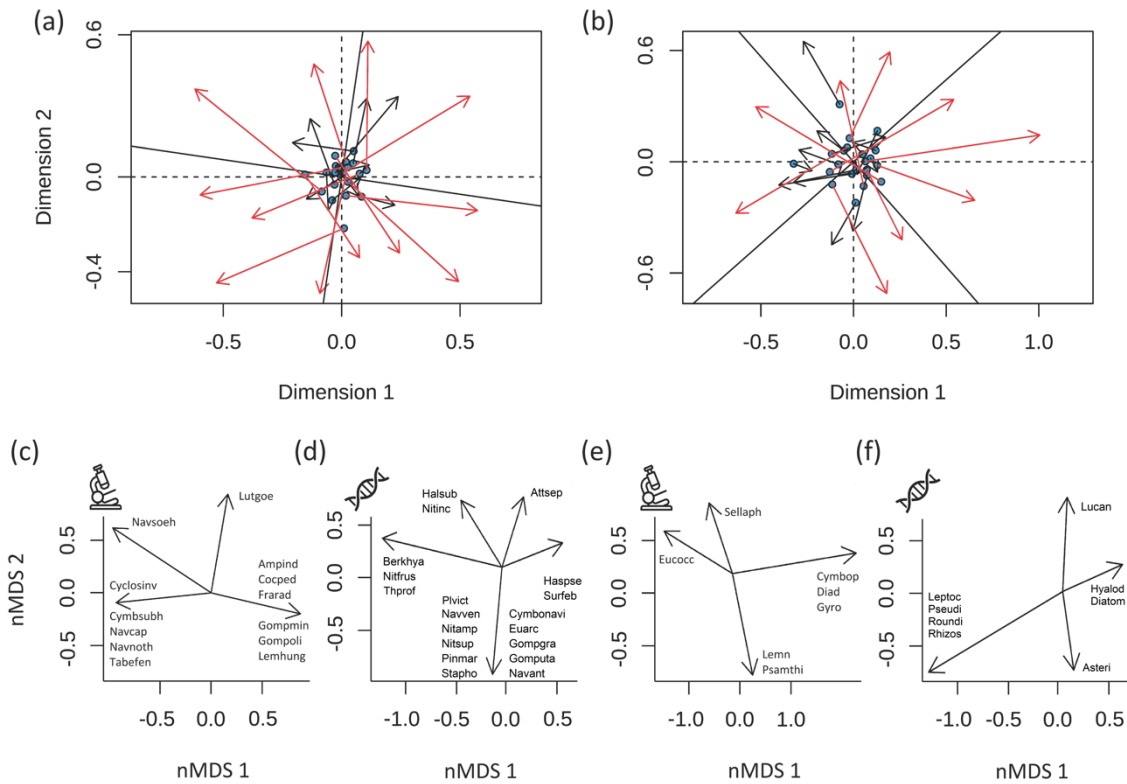 (a)
(b)
0.6
0.0
-0.4
Dimension 2
-0.5
0.0
0.5
Dimension 1
0.6
0.0
-0.6
-0.5
0.0
0.5
1.0
Dimension 1
(c)
(d)
(e)
(f)
nMDS 2
0.5
0.0
-0.5
Lutgoe
Navsoeh
Cyclosinv
Cymbsubh
Navcap
Navnoth
Tabefen
Ampind
Cocped
Frarad
Gompmin
Gompoli
Lemhung
-0.5
0.0
0.5
nMDS 1
0.5
0.0
-0.5
Halsub
Nitinc
Attsep
Berkhya
Nitfrus
Thprof
Haspse
Surfeb
Plvict
Navven
Nitamp
Nitsup
Pinmar
Stapho
Cymbonavi
Euarc
Gompgra
Gomputa
Navant
-1.0
0.0
0.5
nMDS 1
0.5
0.0
-0.5
Sellaph
Eucocc
Cymbop
Diad
Gyro
Lemn
Psamthi
-1.0
0.0
1.0
nMDS 1
0.5
0.0
-0.5
Lucan
Hyalod
Diatom
Leptoc
Pseudi
Roundi
Rhizos
Asteri
-1.0
0.0
0.5
nMDS 1